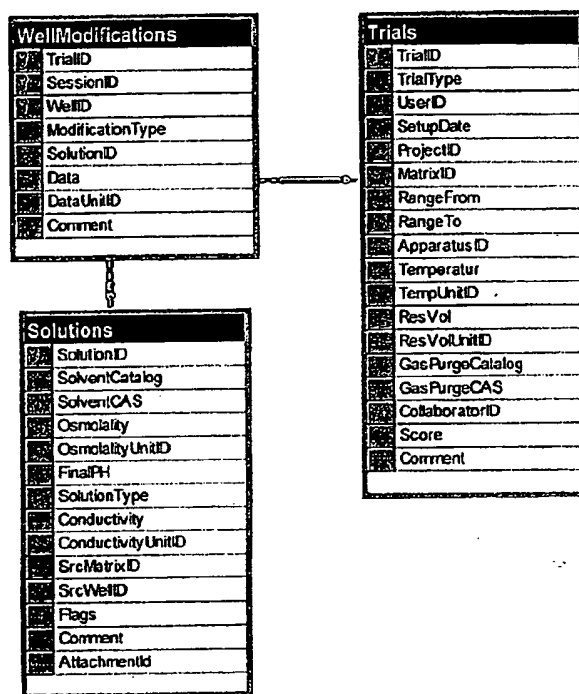 WellModifications
TrialID
SessionID
WellID
ModificationType
SolutionID
Data
DataUnitID
Comment
Trials
TrialID
TrialType
UserID
SetupDate
ProjectID
MatrixID
RangeFrom
RangeTo
ApparatusID
Temperatur
TempUnitID
ResVol
ResVolUnitID
GasPurgeCatalog
GasPurgeCAS
CollaboratorID
Score
Comment
Solutions
SolutionID
SolventCatalog
SolventCAS
Osmolality
OsmolalityUnitID
FinalPH
SolutionType
Conductivity
ConductivityUnitID
SrcMatrixID
SrcWellID
Flags
Comment
AttachmentId